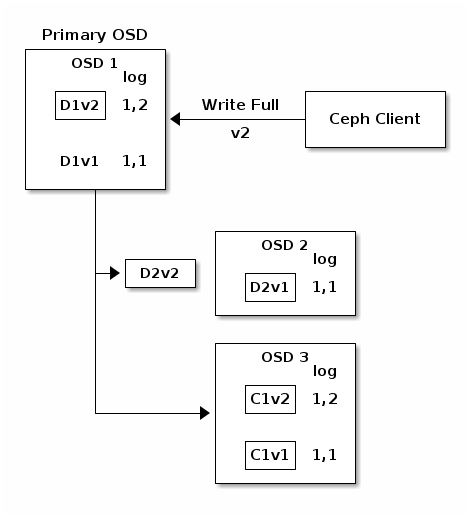 Primary OSD
OSD 1
log
D1v2 1,2
Write Full
Ceph Client
v2
D1v1 1,1
D2v2
OSD 2
log
D2v1 1,1
OSD 3
log
C1v2 1,2
C1v1 1,1